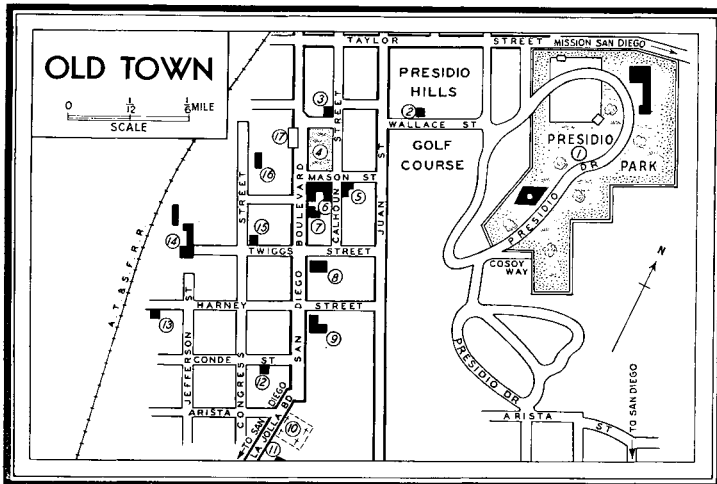 OLD TOWN
0 1/12 1/6 MILE
SCALE
TAYLOR STREET
MISSION SAN DIEGO
PRESIDIO
HILLS
GOLF
COURSE
WALLACE ST
PRESIDIO
PARK
PRESIDIO DR
MASON ST
STREET
CALHOUN
JUAN ST
STREET
CONGRESS
SAN DIEGO BOULEVARD
TWIGGS STREET
COSOY
WAY
N
HARNEY STREET
JEFFERSON ST
CONDE ST
ARISTA
A.T. & S.F. R.R.
PRESIDIO DR
ARISTA ST
TO SAN DIEGO
TO SAN DIEGO
LA JOLLA BD
1
2
3
4
5
6
7
8
9
10
11
12
13
14
15
16
17